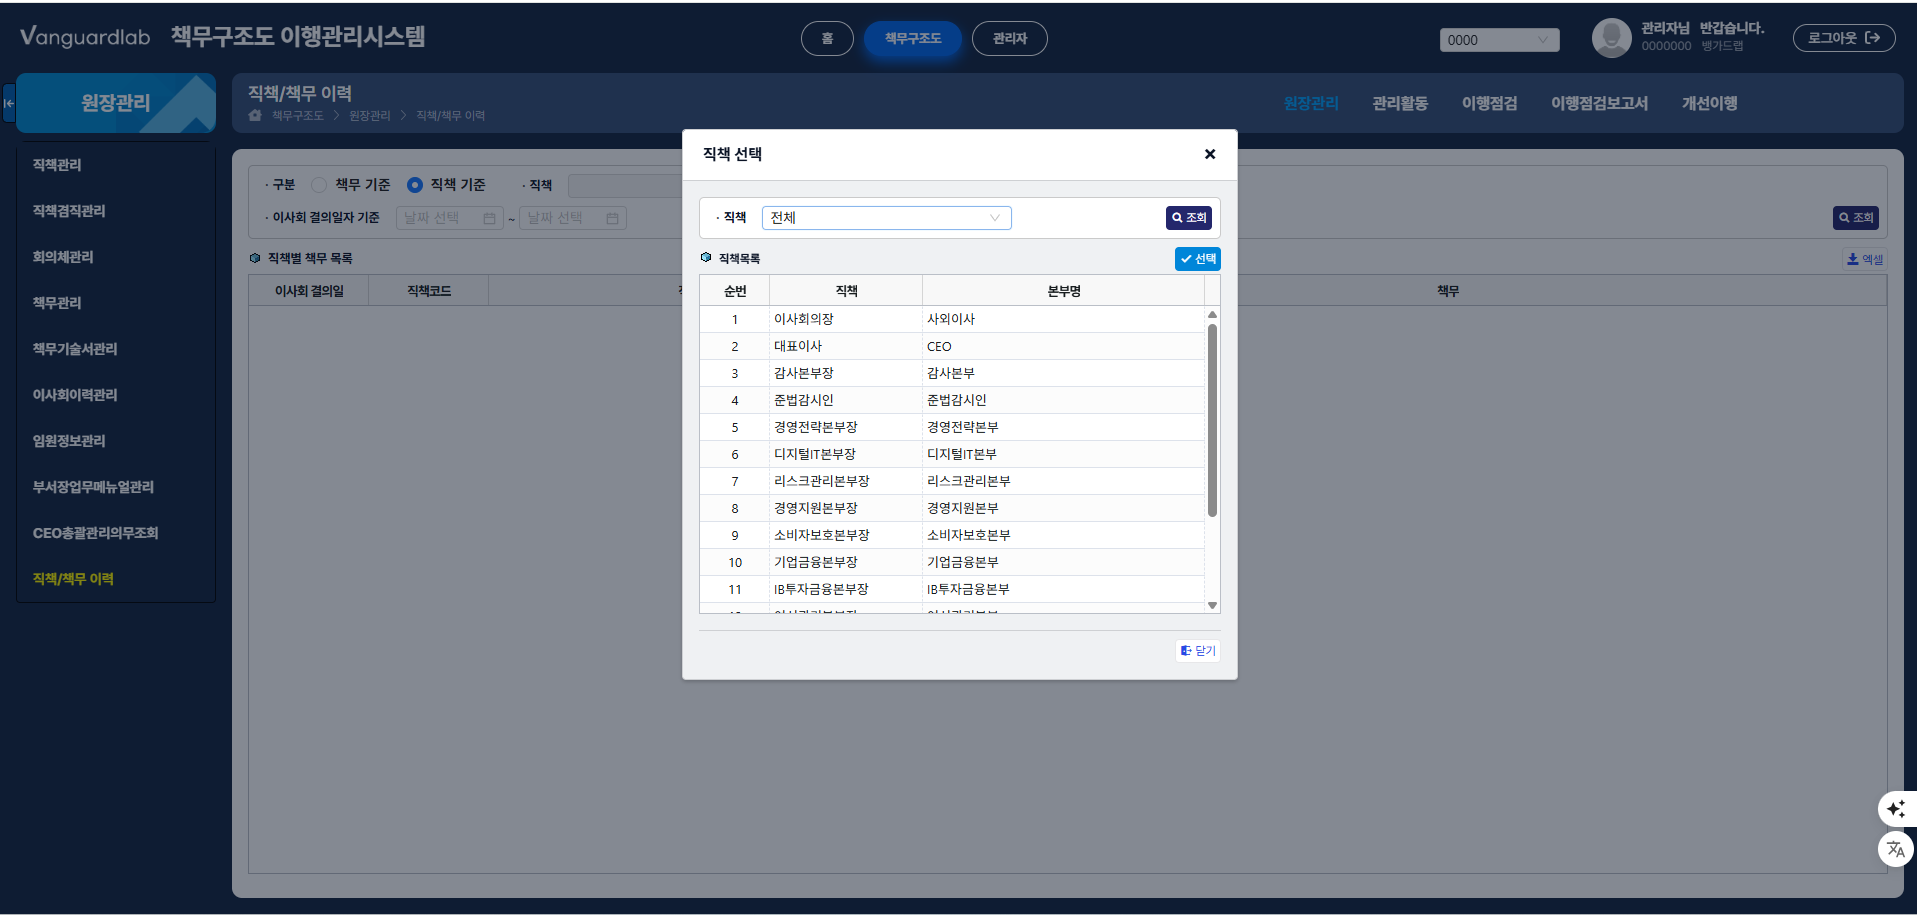 Vanguardlab 책무구조도 이행관리시스템
홈 책무구조도 관리자
0000
관리자님 반갑습니다.
0000000 뱅가드랩
로그아웃
원장관리
직책/책무 이력
책무구조도 > 원장관리 > 직책/책무 이력
원장관리 관리활동 이행점검 이행점검보고서 개선이행
직책관리
직책겸직관리
회의체관리
책무관리
책무기술서관리
이사회이력관리
임원정보관리
부서장업무메뉴얼관리
CEO총괄관리의무조회
직책/책무 이력
· 구분 책무 기준 직책 기준 · 직책
· 이사회 결의일자 기준 날짜 선택 ~ 날짜 선택
조회
직책별 책무 목록
엑셀
이사회 결의일 직책코드 책무
직책 선택
· 직책 전체 조회
직책목록 선택
순번 직책 본부명
1 이사회의장 사외이사
2 대표이사 CEO
3 감사본부장 감사본부
4 준법감시인 준법감시인
5 경영전략본부장 경영전략본부
6 디지털IT본부장 디지털IT본부
7 리스크관리본부장 리스크관리본부
8 경영지원본부장 경영지원본부
9 소비자보호본부장 소비자보호본부
10 기업금융본부장 기업금융본부
11 IB투자금융본부장 IB투자금융본부
닫기